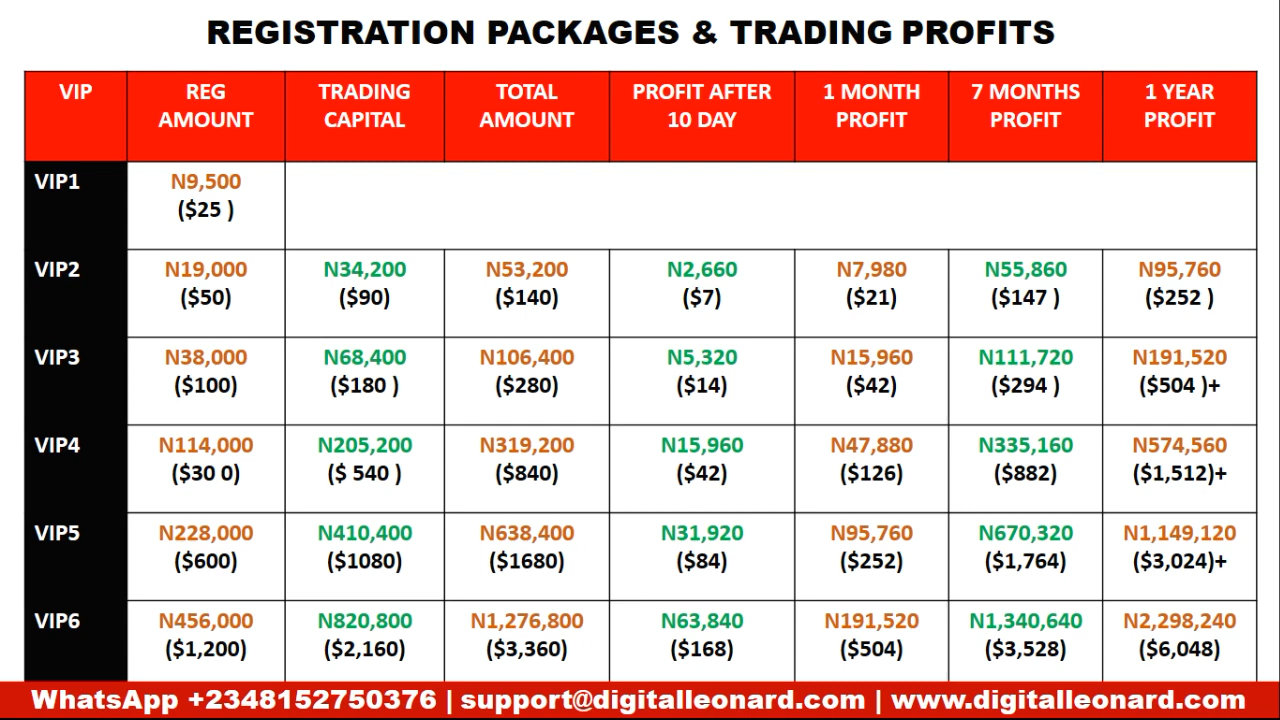 REGISTRATION PACKAGES & TRADING PROFITS
VIP REG AMOUNT TRADING CAPITAL TOTAL AMOUNT PROFIT AFTER 10 DAY 1 MONTH PROFIT 7 MONTHS PROFIT 1 YEAR PROFIT
VIP1 N9,500
($25 )
VIP2 N19,000 N34,200 N53,200 N2,660 N7,980 N55,860 N95,760
($50) ($90) ($140) ($7) ($21) ($147 ) ($252 )
VIP3 N38,000 N68,400 N106,400 N5,320 N15,960 N111,720 N191,520
($100) ($180 ) ($280) ($14) ($42) ($294 ) ($504 )+
VIP4 N114,000 N205,200 N319,200 N15,960 N47,880 N335,160 N574,560
($30 0) ($ 540 ) ($840) ($42) ($126) ($882) ($1,512)+
VIP5 N228,000 N410,400 N638,400 N31,920 N95,760 N670,320 N1,149,120
($600) ($1080) ($1680) ($84) ($252) ($1,764) ($3,024)+
VIP6 N456,000 N820,800 N1,276,800 N63,840 N191,520 N1,340,640 N2,298,240
($1,200) ($2,160) ($3,360) ($168) ($504) ($3,528) ($6,048)
WhatsApp +2348152750376 | support@digitalleonard.com | www.digitalleonard.com